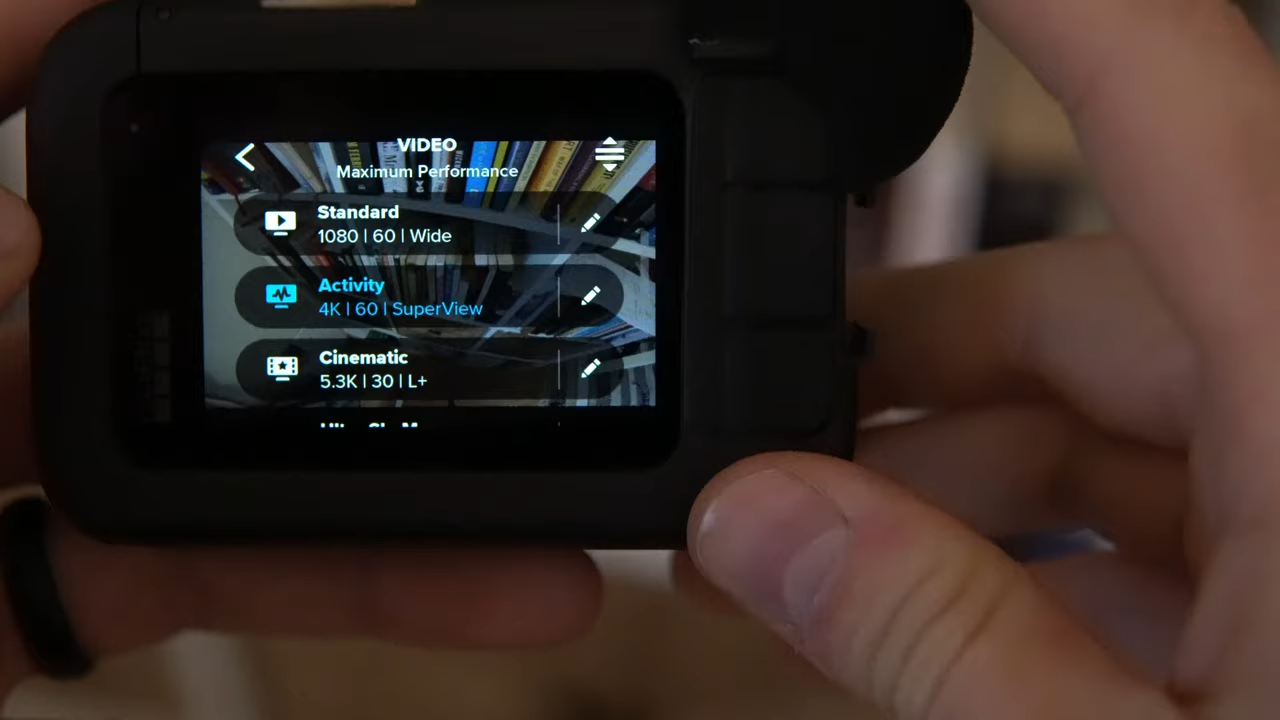 VIDEO
Maximum Performance
Standard
1080 | 60 | Wide
Activity
4K | 60 | SuperView
Cinematic
5.3K | 30 | L+